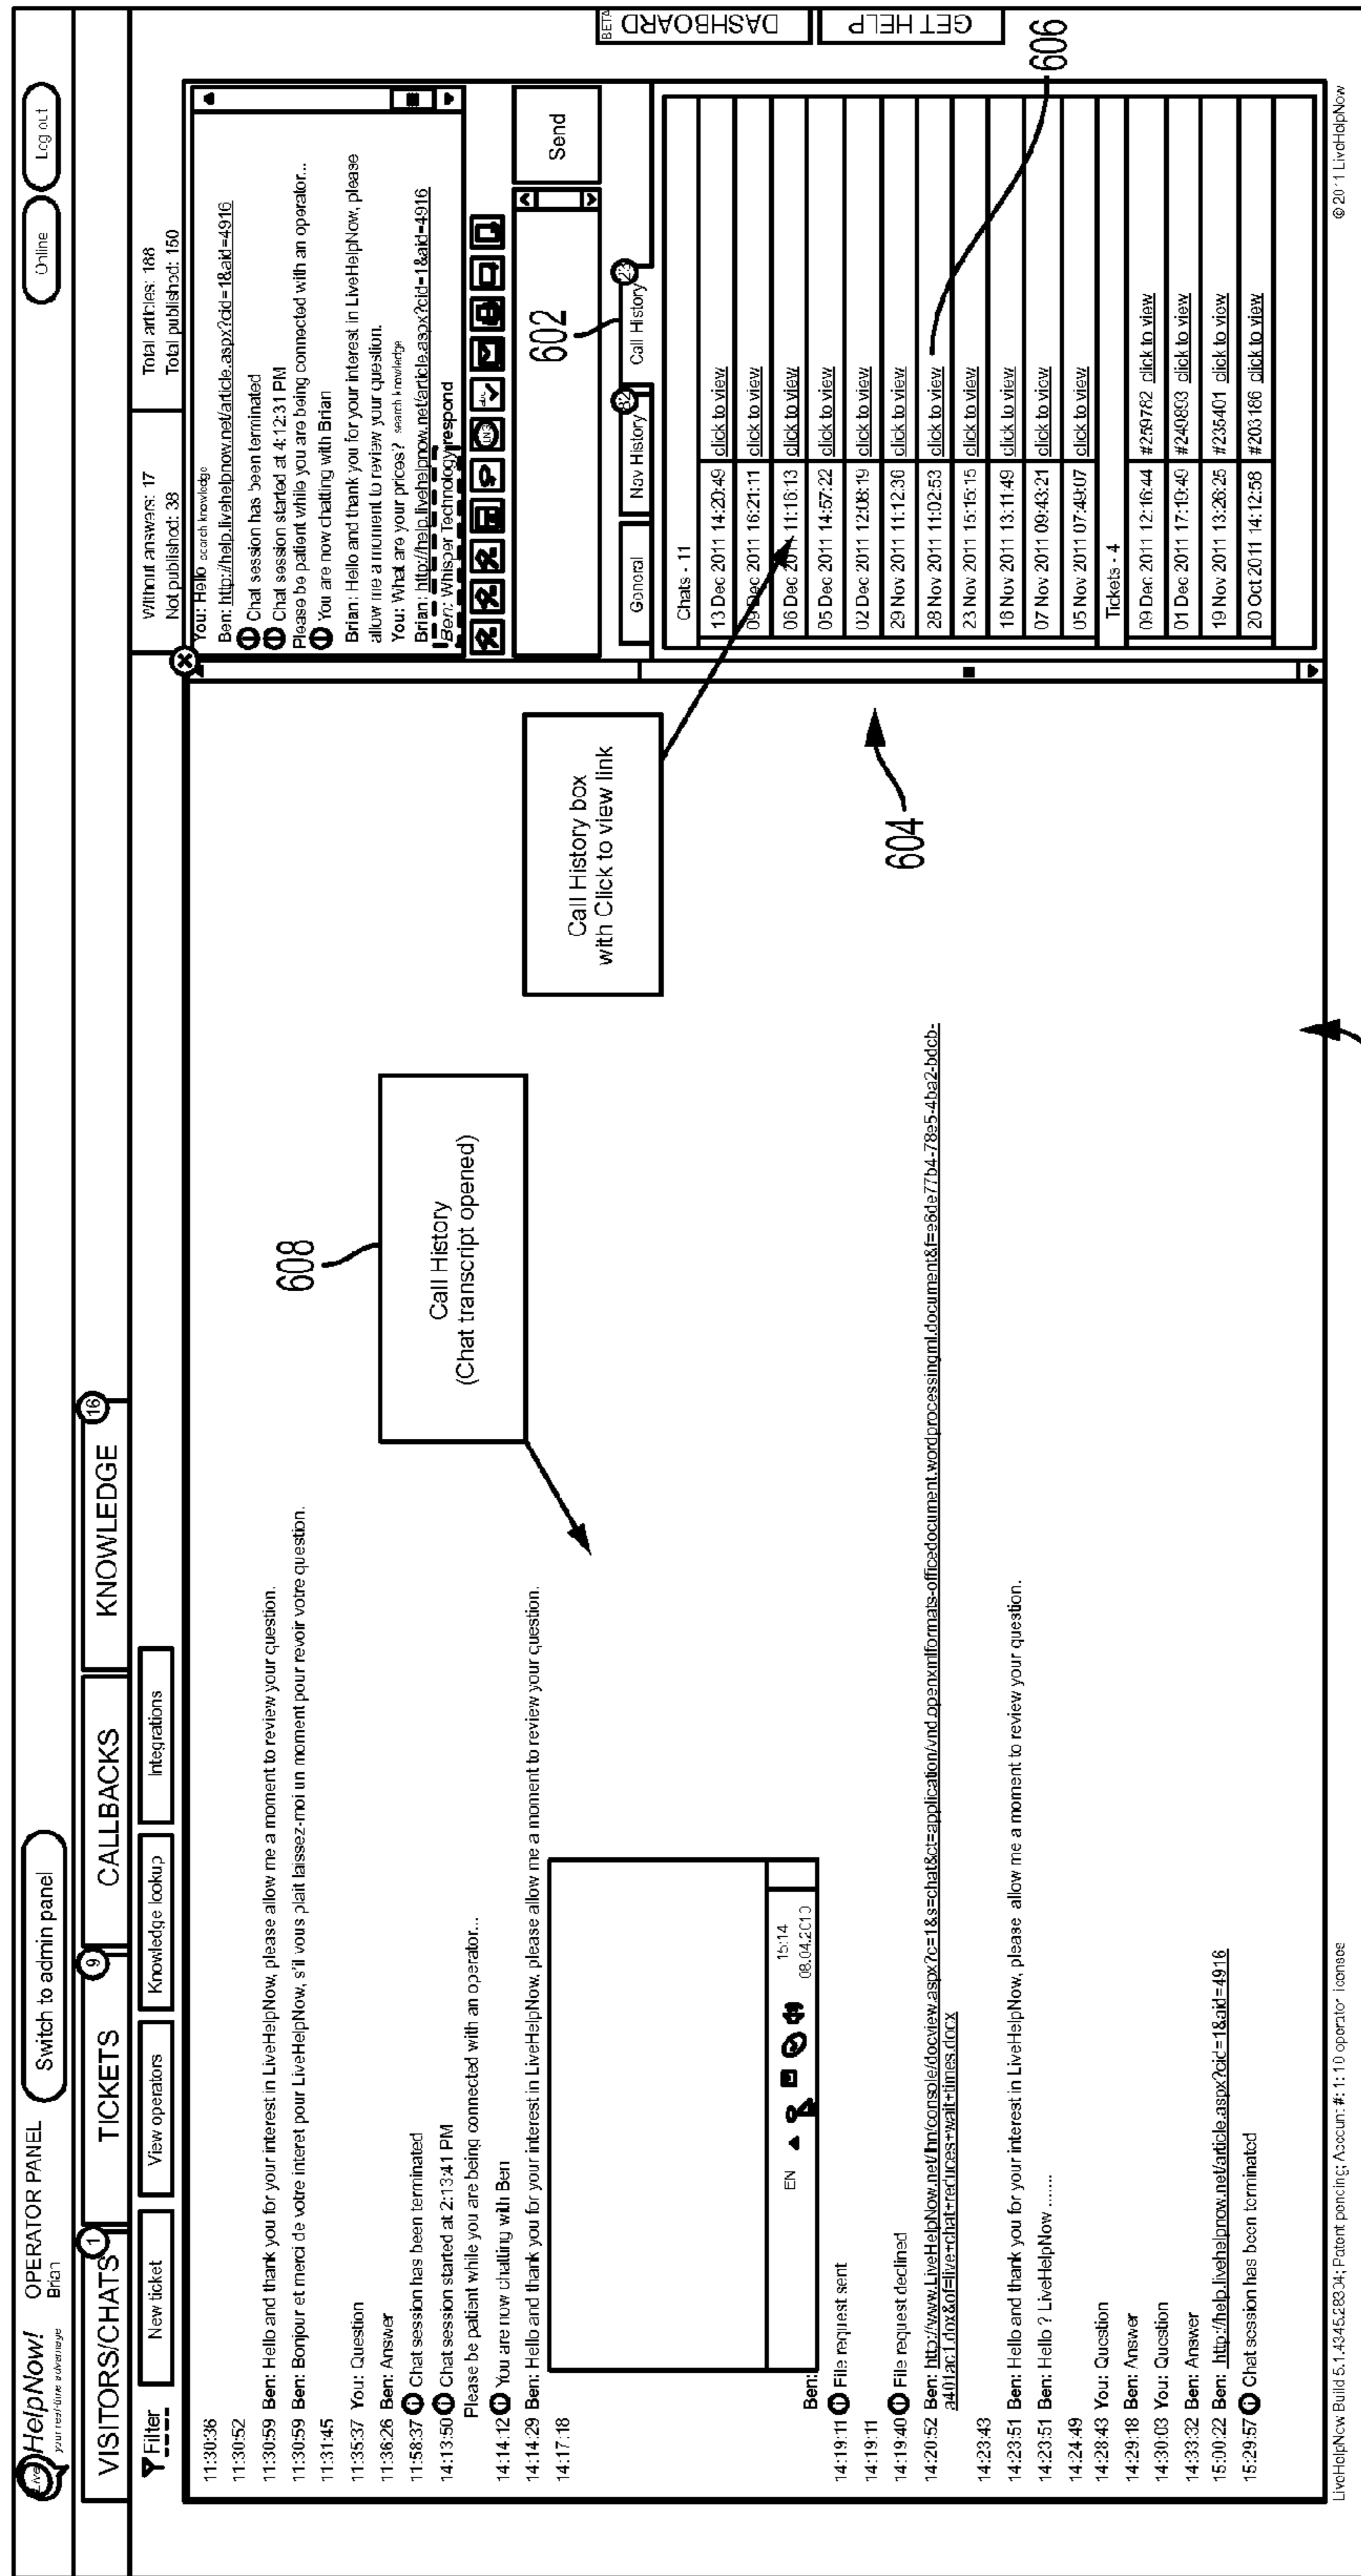 Live HelpNow!
your real-time advantage
OPERATOR PANEL
Brian
Switch to admin panel
Online
Log out
VISITORS/CHATS 1
TICKETS 9
CALLBACKS
KNOWLEDGE 16
Filter
New ticket
View operators
Knowledge lookup
Integrations
Without answers: 17
Not published: 38
Total articles: 188
Total published: 150
11:30:36
11:30:52
11:30:59 Ben: Hello and thank you for your interest in LiveHelpNow, please allow me a moment to review your question.
11:30:59 Ben: Bonjour et merci de votre interet pour LiveHelpNow, s'il vous plait laissez-moi un moment pour revoir votre question.
11:31:45
11:35:37 You: Question
11:36:26 Ben: Answer
11:58:37 Chat session has been terminated
14:13:50 Chat session started at 2:13:41 PM
Please be patient while you are being connected with an operator...
14:14:12 You are now chatting with Ben
14:14:29 Ben: Hello and thank you for your interest in LiveHelpNow, please allow me a moment to review your question.
14:17:18
EN
15:14
08.04.2010
Ben:
14:19:11 File request sent
14:19:11
14:19:40 File request declined
14:20:52 Ben: http://www.LiveHelpNow.net/lhn/console/docview.aspx?c=1&s=chat&ct=application/vnd.openxmlformats-officedocument.wordprocessingml.document&f=e6de77b4-78e5-4ba2-bdcb-
a401ac1.dox&of=live+chat+reduces+wait+times.docx
14:23:43
14:23:51 Ben: Hello and thank you for your interest in LiveHelpNow, please allow me a moment to review your question.
14:23:51 Ben: Hello ? LiveHelpNow .......
14:24:49
14:28:43 You: Question
14:29:18 Ben: Answer
14:30:03 You: Question
14:33:32 Ben: Answer
15:00:22 Ben: http://help.livehelpnow.net/article.aspx?cid=1&aid=4916
15:29:57 Chat session has been terminated
608
Call History
(Chat transcript opened)
Call History box
with Click to view link
604
You: Hello search knowledge
Ben: http://help.livehelpnow.net/article.aspx?cid=1&aid=4916
Chat session has been terminated
Chat session started at 4:12:31 PM
Please be patient while you are being connected with an operator...
You are now chatting with Brian
Brian: Hello and thank you for your interest in LiveHelpNow, please
allow me a moment to review your question.
You: What are your prices? search knowledge
Brian: http://help.livehelpnow.net/article.aspx?cid=1&aid=4916
Ben: Whisper Technology respond
Send
602
General
Nav History 32
Call History 23
Chats - 11
13 Dec 2011 14:20:49 click to view
09 Dec 2011 16:21:11 click to view
06 Dec 2011 11:16:13 click to view
05 Dec 2011 14:57:22 click to view
02 Dec 2011 12:08:19 click to view
29 Nov 2011 11:12:36 click to view
28 Nov 2011 11:02:53 click to view
23 Nov 2011 15:15:15 click to view
18 Nov 2011 13:11:49 click to view
07 Nov 2011 09:43:21 click to view
05 Nov 2011 07:49:07 click to view
Tickets - 4
09 Dec 2011 12:16:44 #259782 click to view
01 Dec 2011 17:19:49 #249893 click to view
19 Nov 2011 13:26:25 #235401 click to view
20 Oct 2011 14:12:58 #203186 click to view
606
BETA
DASHBOARD
GET HELP
LiveHelpNow Build 5.1.4345.28304; Patent pending; Account #: 1: 10 operator licenses
© 2011 LiveHelpNow